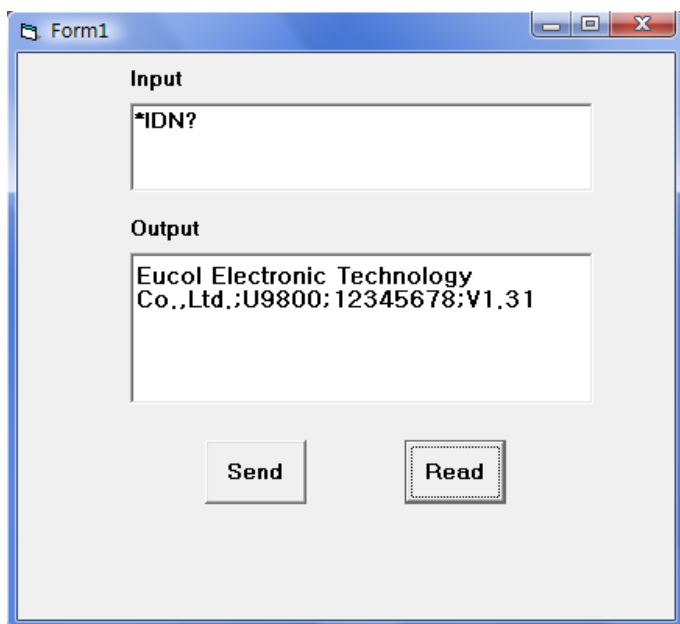 Form1
Input
*IDN?
Output
Eucol Electronic Technology
Co.,Ltd.;U9800;12345678;V1.31
Send
Read